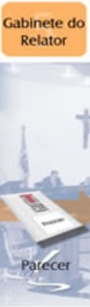 Gabinete do
Relator
Parecer